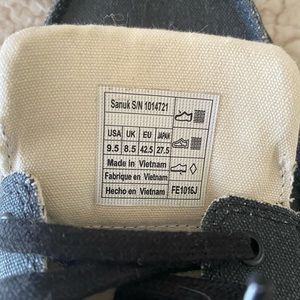 Sanuk S/N 1014721
USA UK EU JAPAN
9.5 8.5 42.5 27.5
Made in Vietnam
Fabrique en Vietnam
Hecho en Vietnam FE1016J